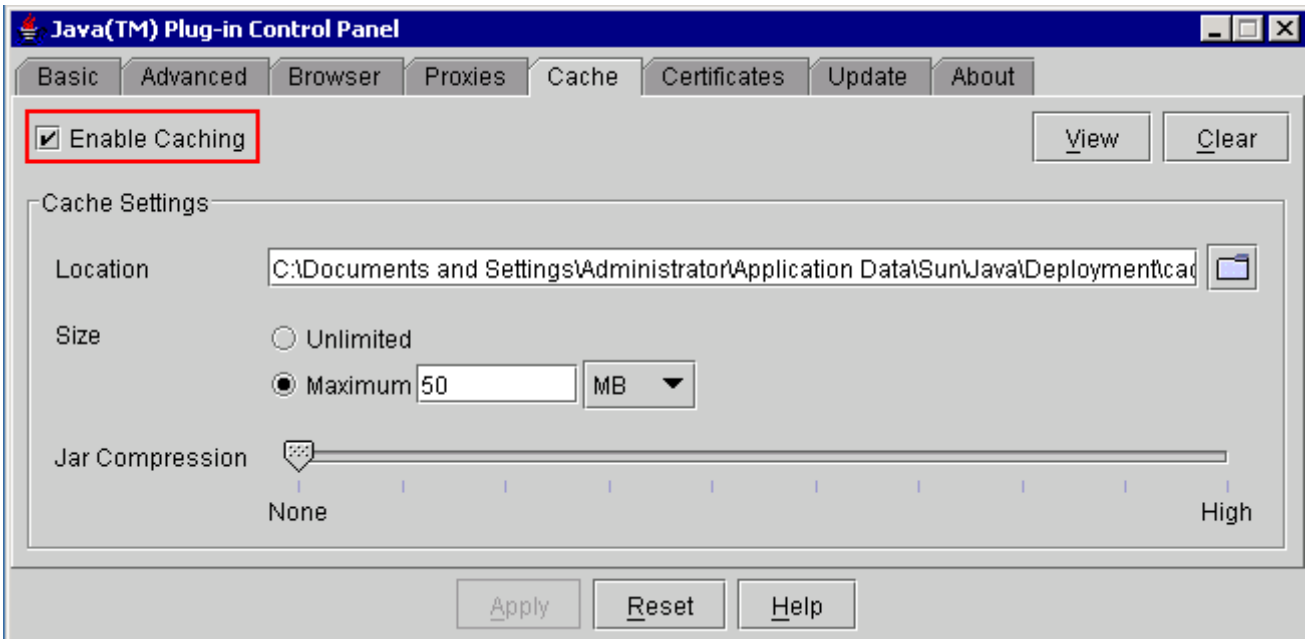 Java(TM) Plug-in Control Panel
Basic Advanced Browser Proxies Cache Certificates Update About
Enable Caching View Clear
Cache Settings
Location C:\Documents and Settings\Administrator\Application Data\Sun\Java\Deployment\cac
Size Unlimited
Maximum 50 MB
Jar Compression
None High
Apply Reset Help